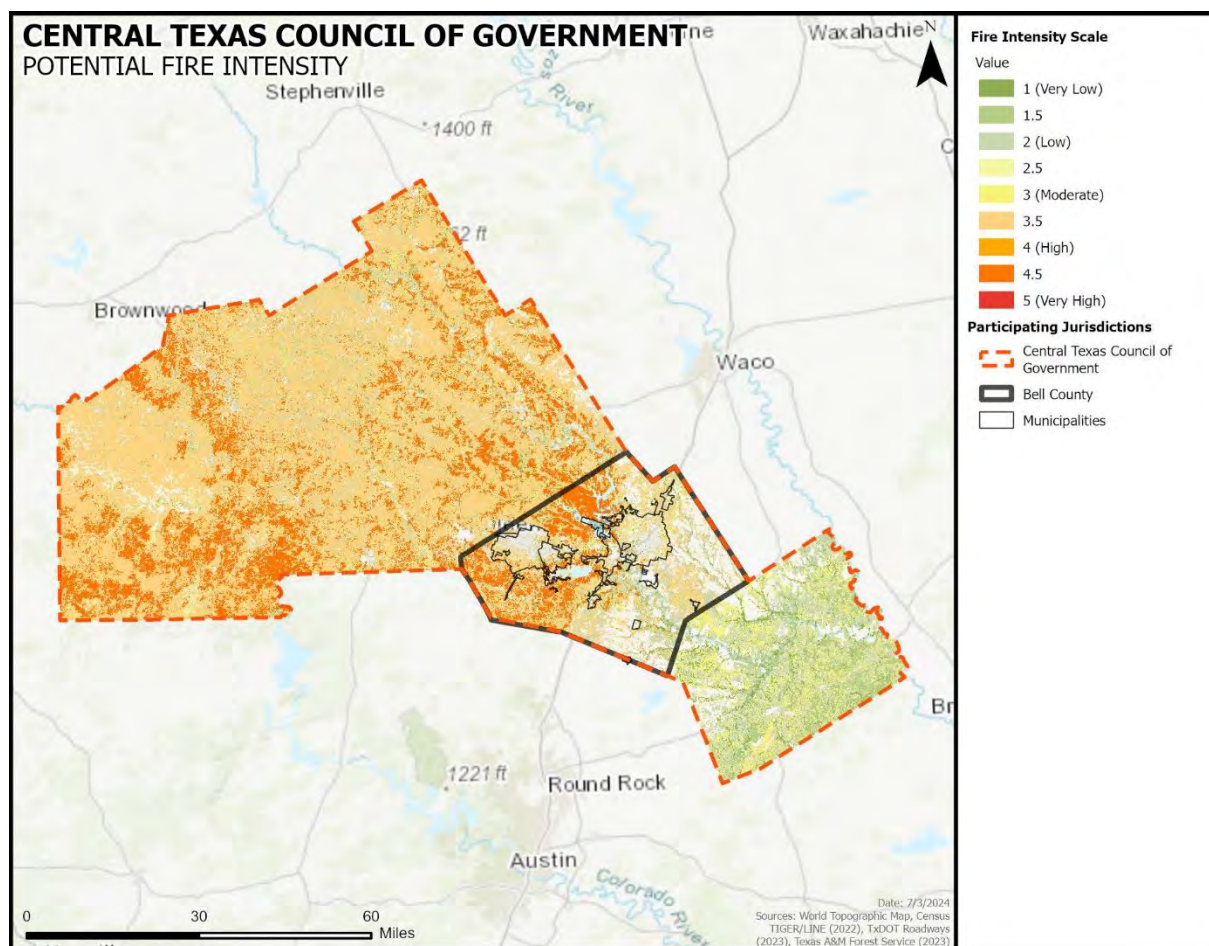 CENTRAL TEXAS COUNCIL OF GOVERNMENT
POTENTIAL FIRE INTENSITY
Waxahachie
N
Stephenville
River
1400 ft
62 ft
Brownwood
Waco
Br
1221 ft
Round Rock
Austin
Colorado River
0 30 60
Miles
Date: 7/3/2024
Sources: World Topographic Map, Census
TIGER/LINE (2022), TxDOT Roadways
(2023), Texas A&M Forest Service (2023)
Fire Intensity Scale
Value
1 (Very Low)
1.5
2 (Low)
2.5
3 (Moderate)
3.5
4 (High)
4.5
5 (Very High)
Participating Jurisdictions
Central Texas Council of
Government
Bell County
Municipalities